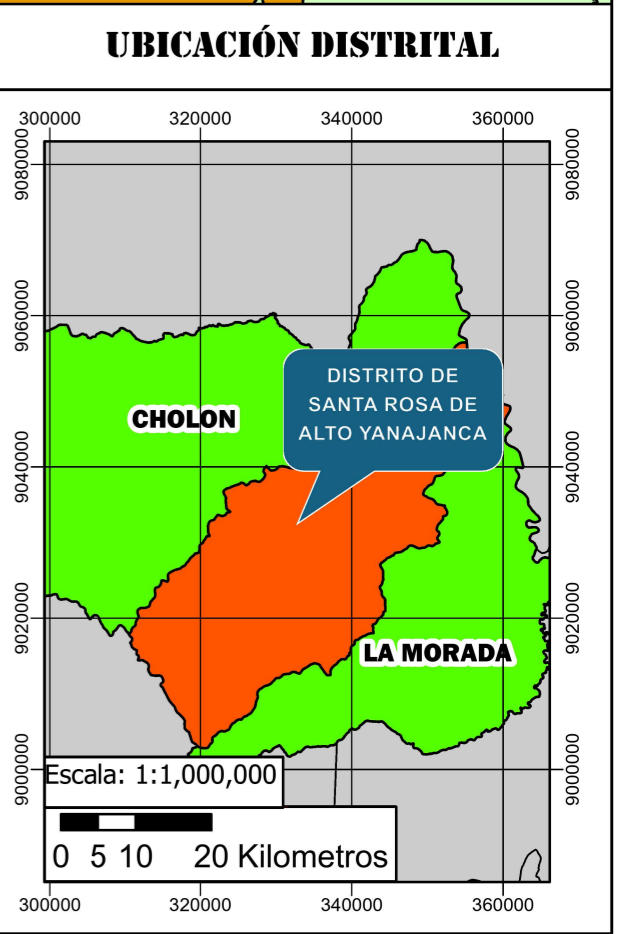 UBICACIÓN DISTRITAL
300000 320000 340000 360000
9080000 9080000
9060000 9060000
DISTRITO DE
SANTA ROSA DE
ALTO YANAJANCA
CHOLON
9040000 9040000
9020000 9020000
LA MORADA
9000000 9000000
Escala: 1:1,000,000
0 5 10 20 Kilometros
300000 320000 340000 360000